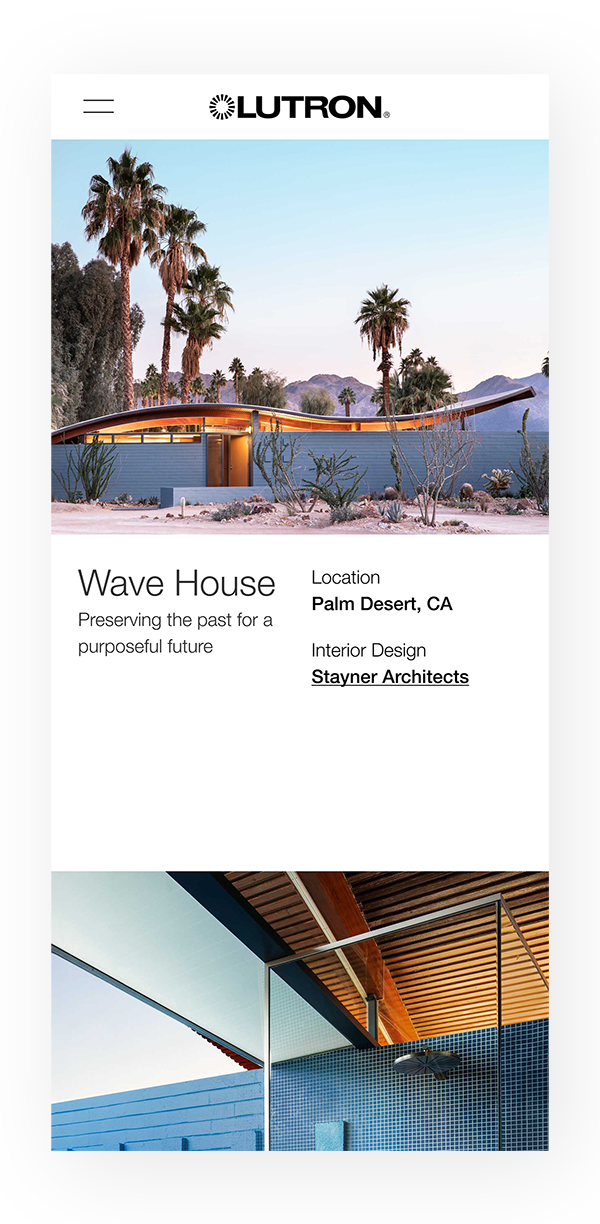 LUTRON®
Wave House
Preserving the past for a
purposeful future
Location
Palm Desert, CA
Interior Design
Stayner Architects